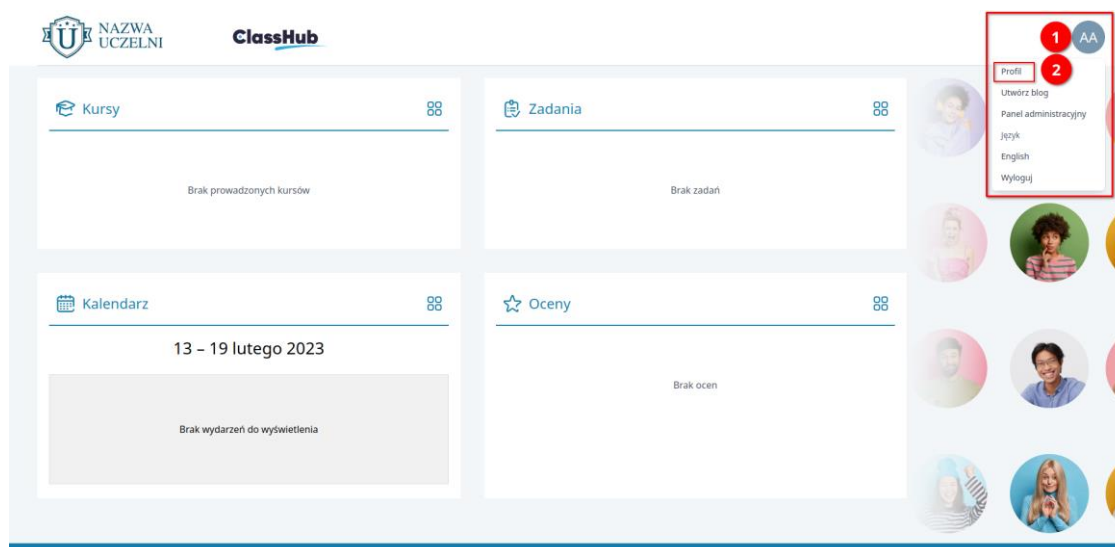 NAZWA
UCZELNI
ClassHub
1
AA
Profil
2
Utwórz blog
Panel administracyjny
Język
English
Wyloguj
Kursy
Brak prowadzonych kursów
Zadania
Brak zadań
Kalendarz
13 – 19 lutego 2023
Brak wydarzeń do wyświetlenia
Oceny
Brak ocen